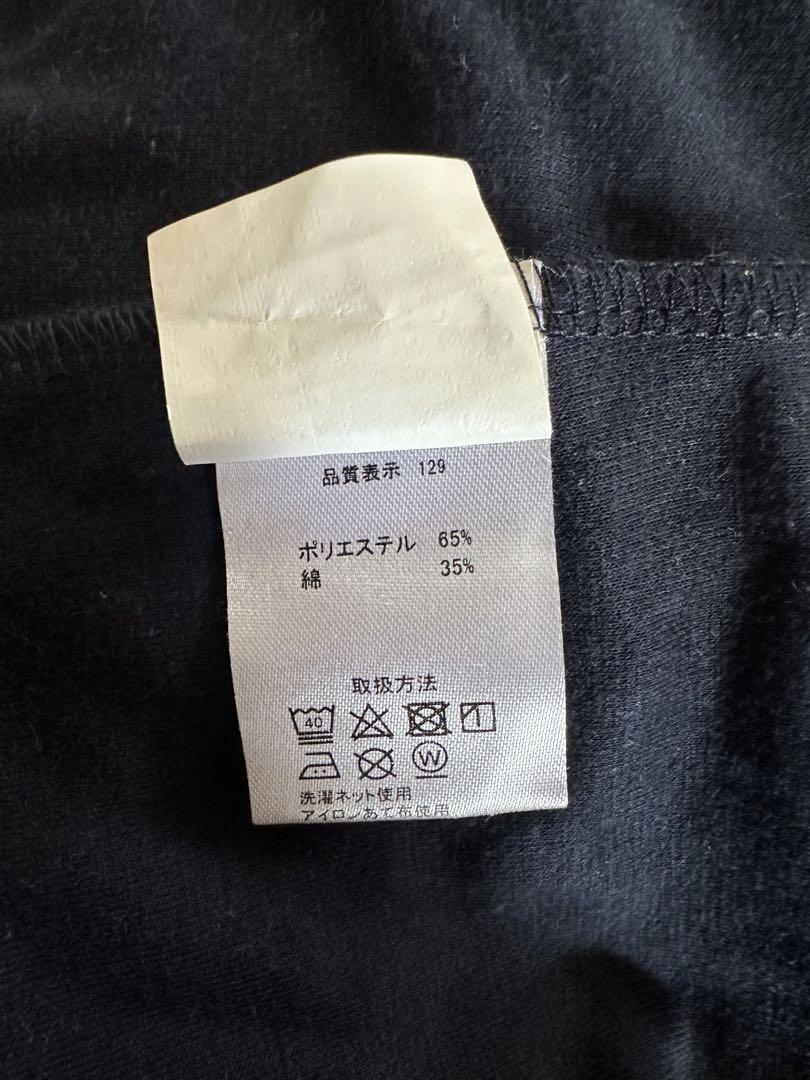 品質表示 129
ポリエステル 65%
綿 35%
取扱方法
40
W
洗濯ネット使用
アイロンあて布使用